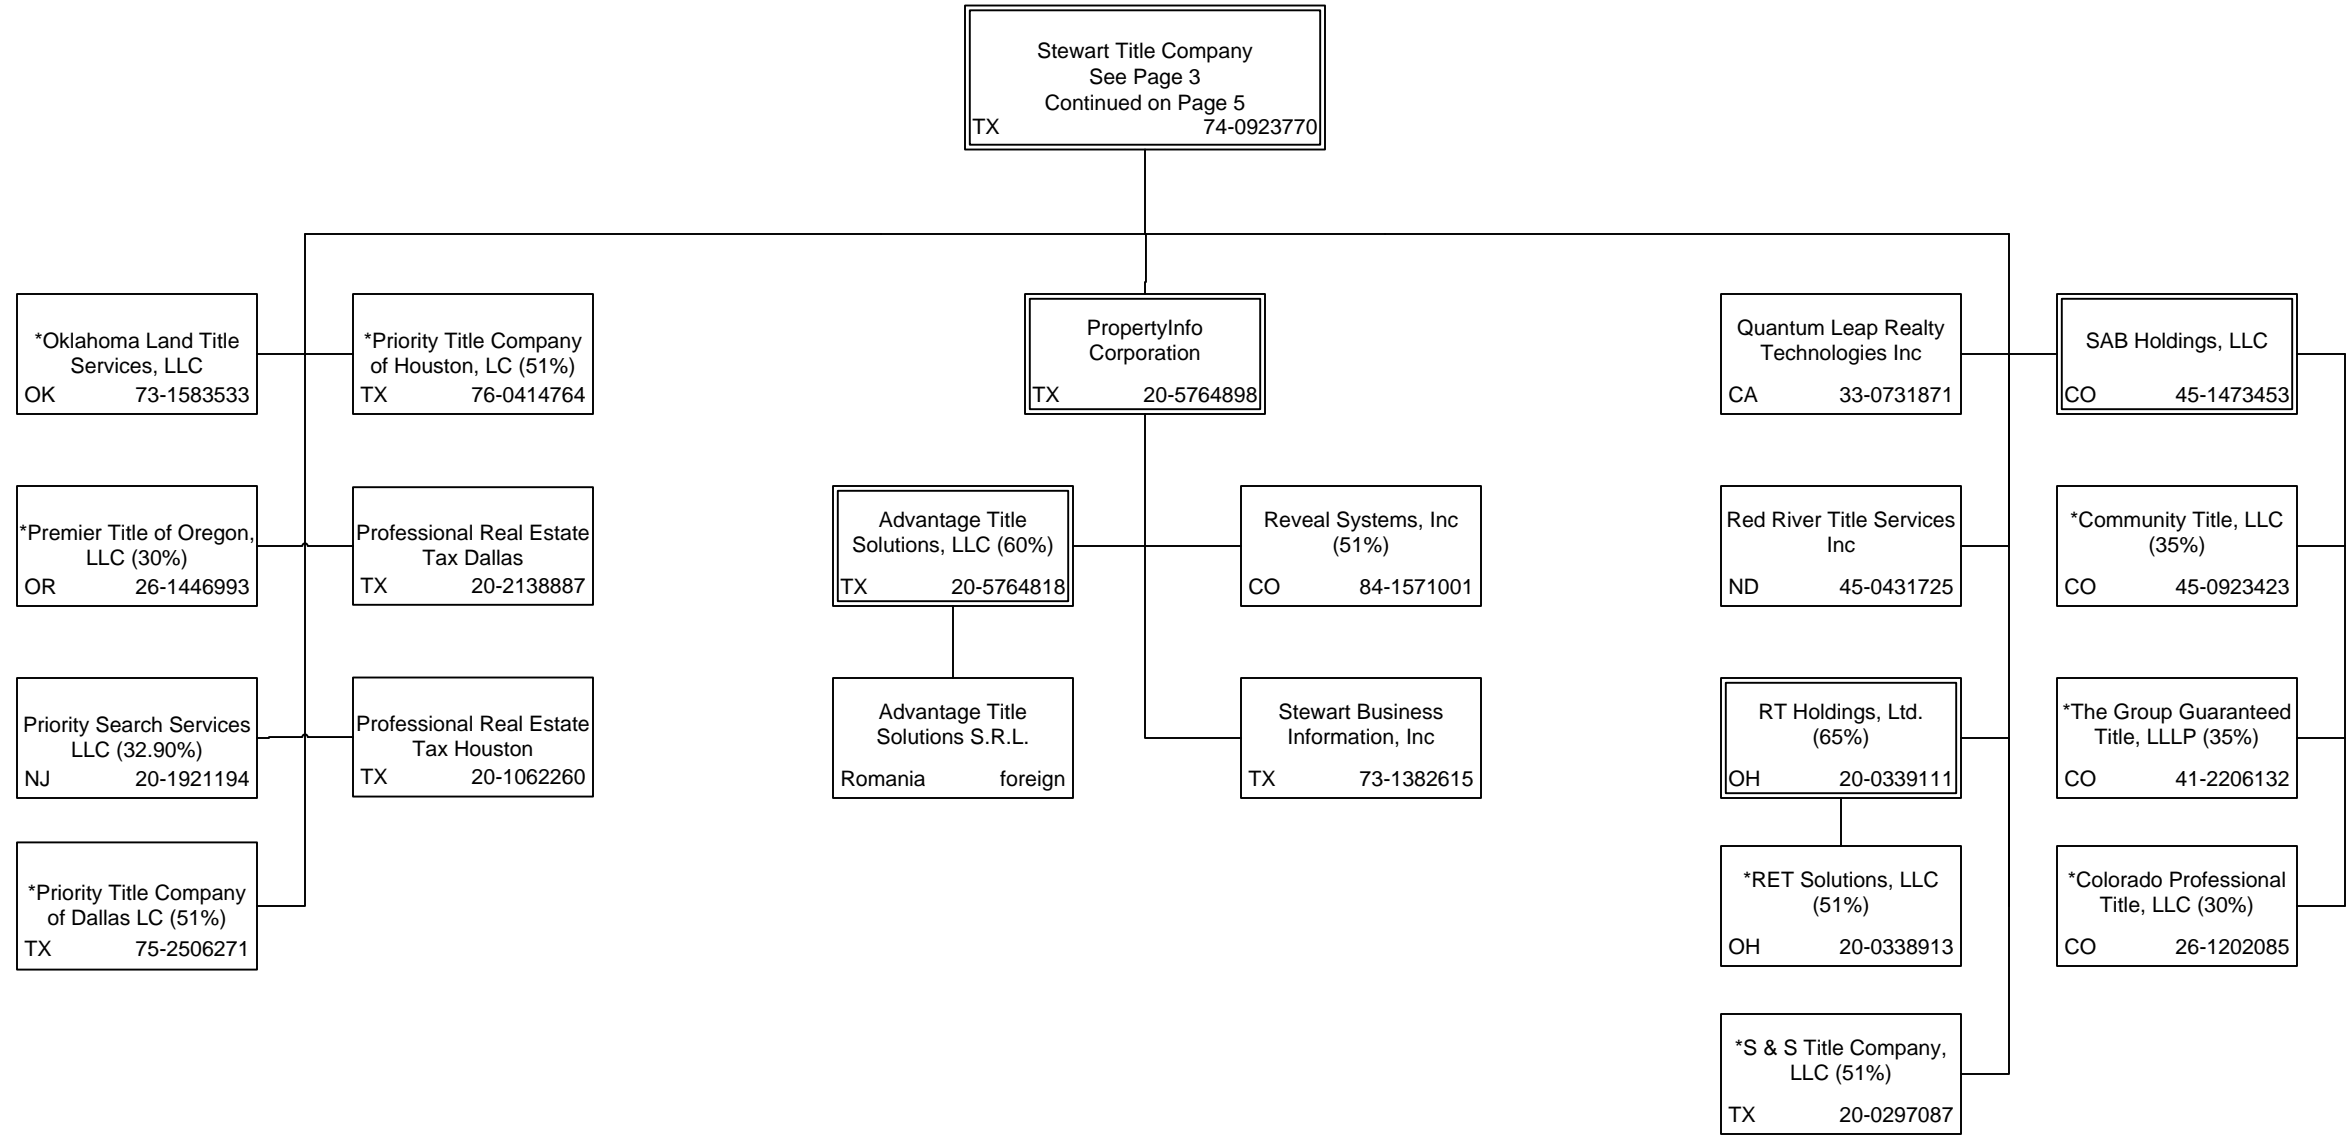 Stewart Title Company
See Page 3
Continued on Page 5
TX 74-0923770
*Oklahoma Land Title
Services, LLC
OK 73-1583533
*Priority Title Company
of Houston, LC (51%)
TX 76-0414764
PropertyInfo
Corporation
TX 20-5764898
Quantum Leap Realty
Technologies Inc
CA 33-0731871
SAB Holdings, LLC
CO 45-1473453
*Premier Title of Oregon,
LLC (30%)
OR 26-1446993
Professional Real Estate
Tax Dallas
TX 20-2138887
Advantage Title
Solutions, LLC (60%)
TX 20-5764818
Reveal Systems, Inc
(51%)
CO 84-1571001
Red River Title Services
Inc
ND 45-0431725
*Community Title, LLC
(35%)
CO 45-0923423
Priority Search Services
LLC (32.90%)
NJ 20-1921194
Professional Real Estate
Tax Houston
TX 20-1062260
Advantage Title
Solutions S.R.L.
Romania foreign
Stewart Business
Information, Inc
TX 73-1382615
RT Holdings, Ltd.
(65%)
OH 20-0339111
*The Group Guaranteed
Title, LLLP (35%)
CO 41-2206132
*Priority Title Company
of Dallas LC (51%)
TX 75-2506271
*RET Solutions, LLC
(51%)
OH 20-0338913
*Colorado Professional
Title, LLC (30%)
CO 26-1202085
*S & S Title Company,
LLC (51%)
TX 20-0297087